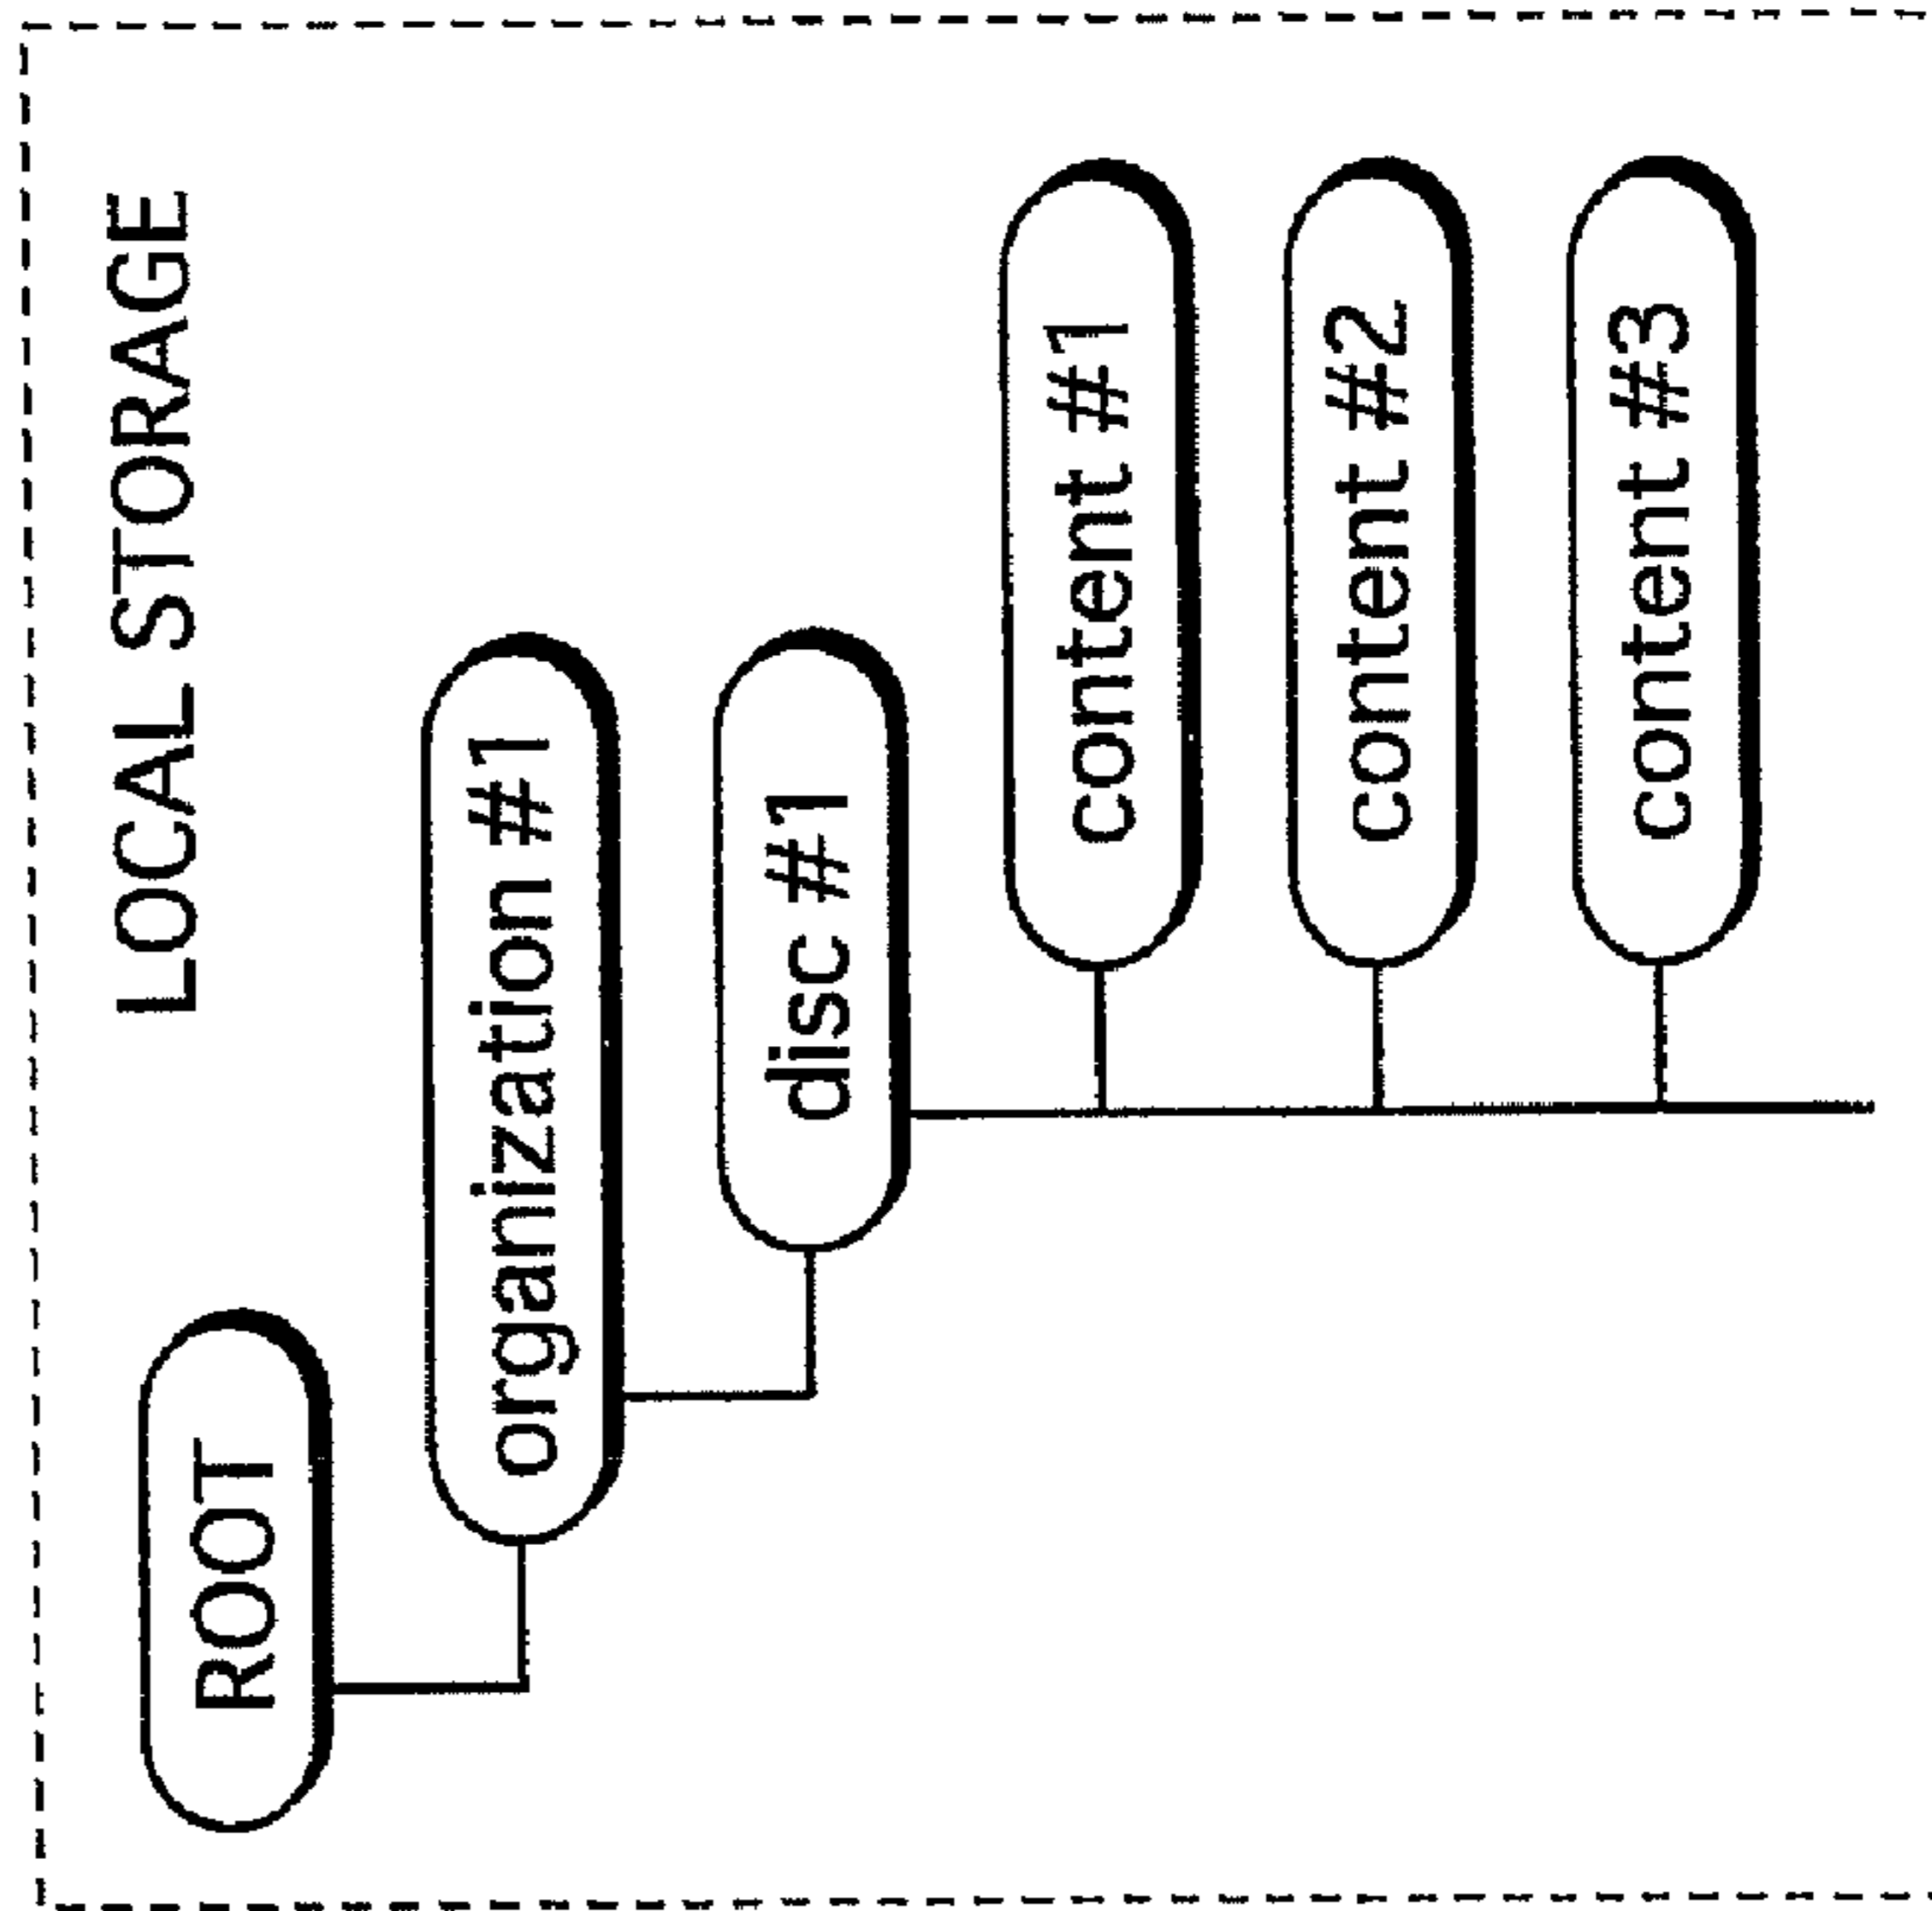 LOCAL STORAGE
ROOT
organization #1
disc #1
content #1
content #2
content #3